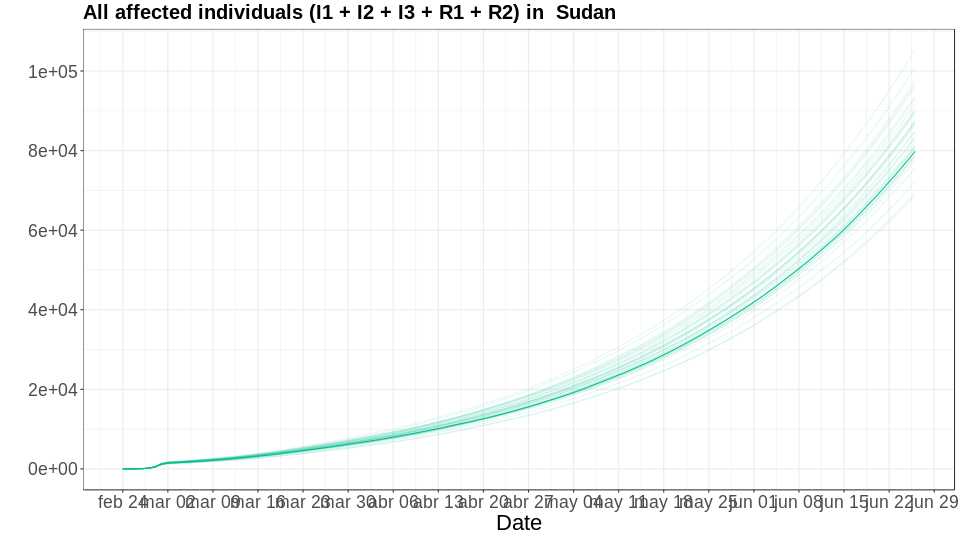 All affected individuals (I1 + I2 + I3 + R1 + R2) in  Sudan
1e+05
8e+04
6e+04
4e+04
2e+04
0e+00
feb 24 mar 02 mar 09 mar 16 mar 23 mar 30 abr 06 abr 13 abr 20 abr 27 may 04 may 11 may 18 may 25 jun 01 jun 08 jun 15 jun 22 jun 29
Date